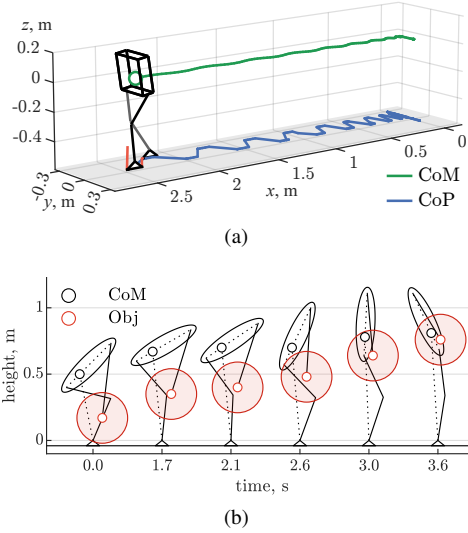 z, m
0.2
0
-0.2
-0.4
-0.3
0
0.3
y, m
2.5
2
1.5
1
0.5
0
x, m
CoM
CoP
(a)
CoM
Obj
1
0.5
0
height, m
0.0 1.7 2.1 2.6 3.0 3.6
time, s
(b)